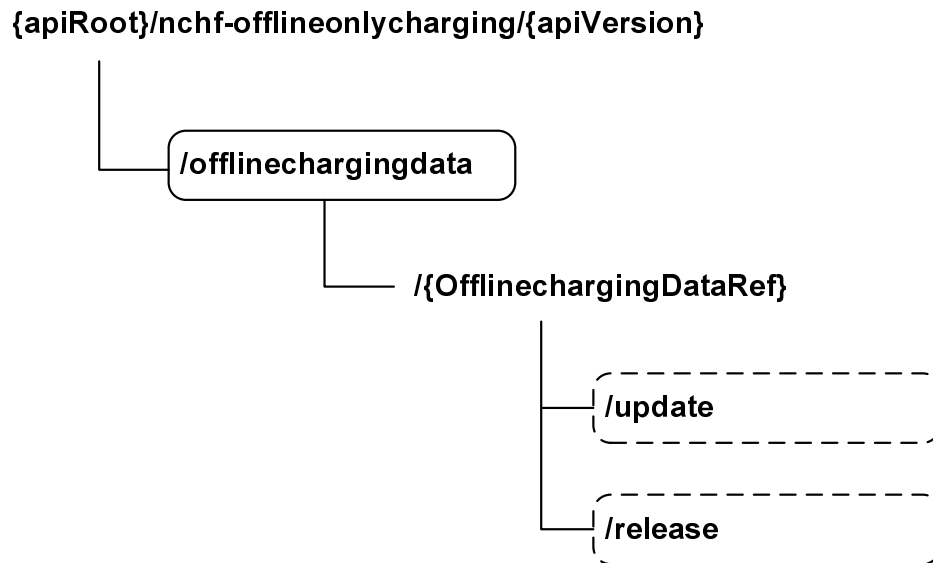 {apiRoot}/nchf-offlineonlycharging/{apiVersion}
/offlinechargingdata
/{OfflinechargingDataRef}
/update
/release